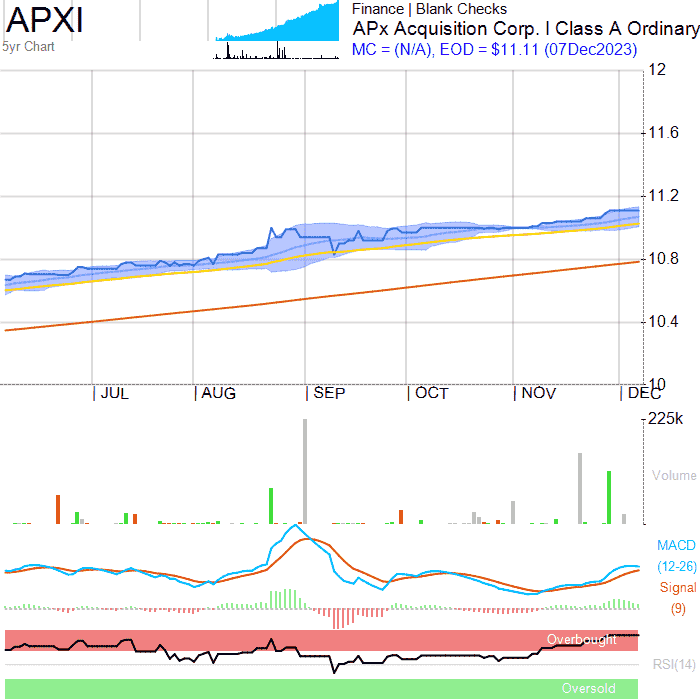 APXI
5yr Chart
Finance | Blank Checks
APx Acquisition Corp. I Class A Ordinary
MC = (N/A), EOD = $11.11 (07Dec2023)
12
11.6
11.2
10.8
10.4
10
JUL AUG SEP OCT NOV DEC
225k
Volume
MACD
(12-26)
Signal
(9)
Overbought
RSI(14)
Oversold